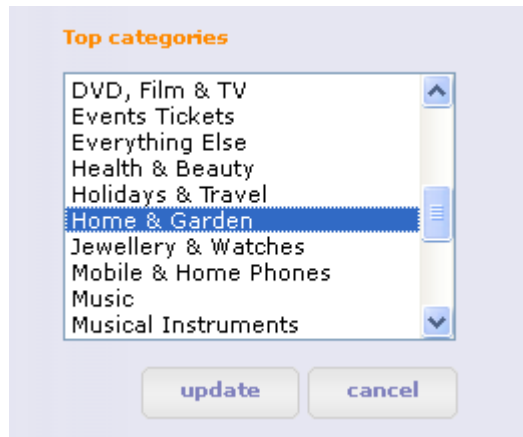 Top categories
DVD, Film & TV
Events Tickets
Everything Else
Health & Beauty
Holidays & Travel
Home & Garden
Jewellery & Watches
Mobile & Home Phones
Music
Musical Instruments
update cancel